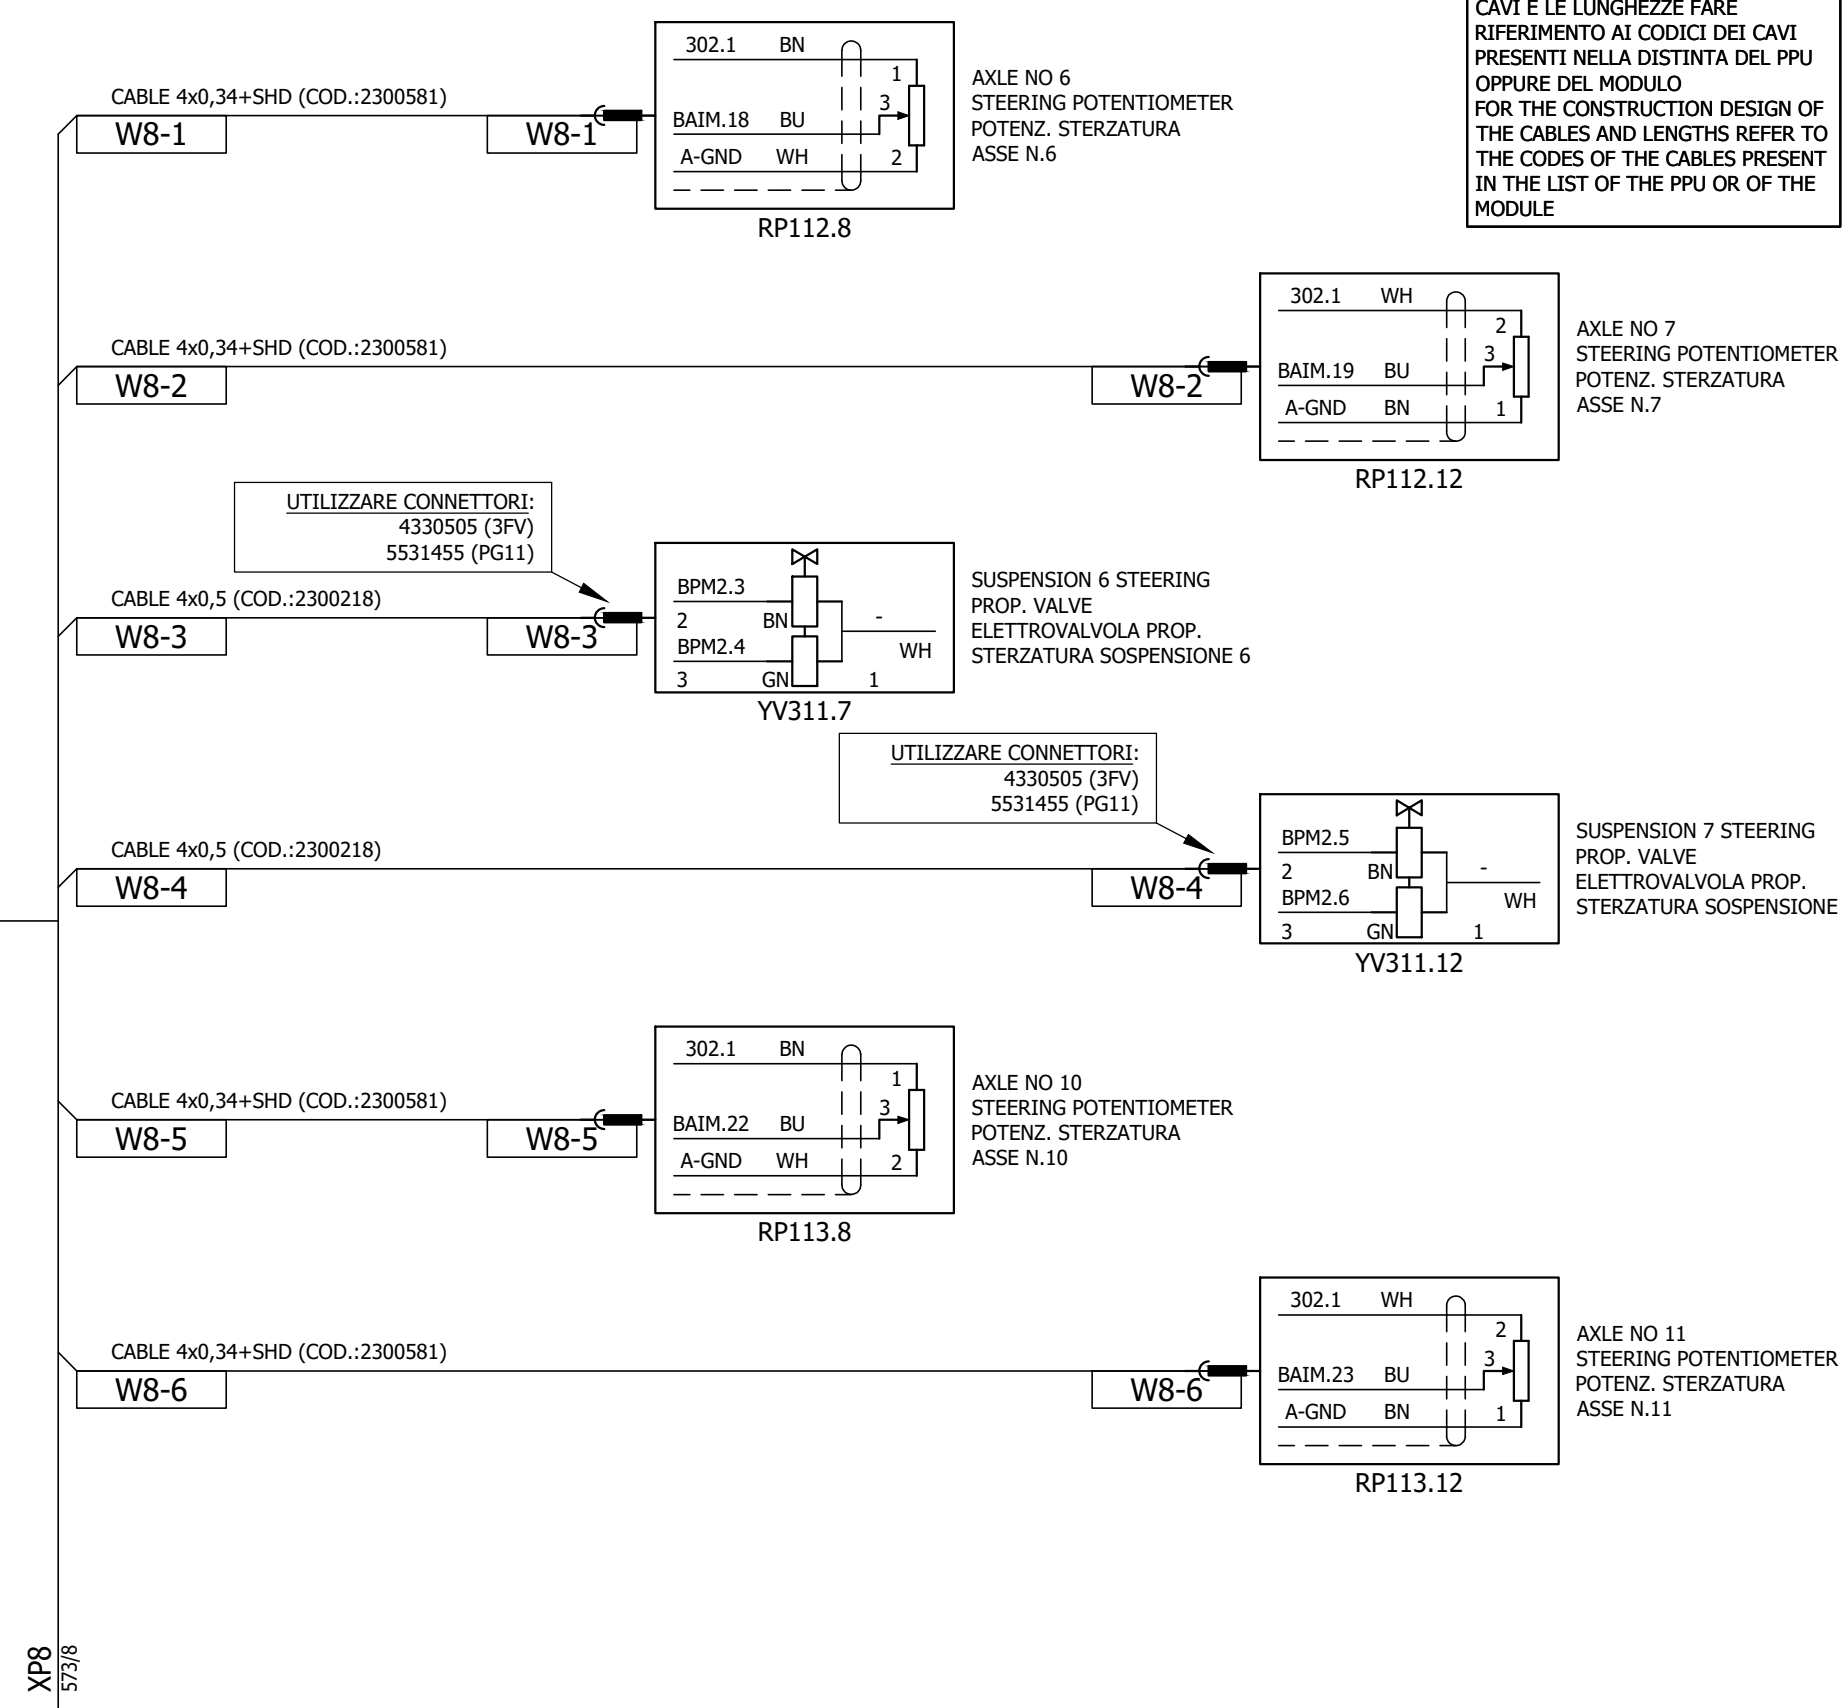 CAVI E LE LUNGHEZZE FARE
RIFERIMENTO AI CODICI DEI CAVI
PRESENTI NELLA DISTINTA DEL PPU
OPPURE DEL MODULO
FOR THE CONSTRUCTION DESIGN OF
THE CABLES AND LENGTHS REFER TO
THE CODES OF THE CABLES PRESENT
IN THE LIST OF THE PPU OR OF THE
MODULE
CABLE 4x0,34+SHD (COD.:2300581)
W8-1
W8-1
302.1 BN
1
3
BAIM.18 BU
A-GND WH 2
RP112.8
AXLE NO 6
STEERING POTENTIOMETER
POTENZ. STERZATURA
ASSE N.6
CABLE 4x0,34+SHD (COD.:2300581)
W8-2
W8-2
302.1 WH
2
3
BAIM.19 BU
A-GND BN 1
RP112.12
AXLE NO 7
STEERING POTENTIOMETER
POTENZ. STERZATURA
ASSE N.7
UTILIZZARE CONNETTORI:
4330505 (3FV)
5531455 (PG11)
CABLE 4x0,5 (COD.:2300218)
W8-3
W8-3
BPM2.3
2 BN -
BPM2.4 WH
3 GN 1
YV311.7
SUSPENSION 6 STEERING
PROP. VALVE
ELETTROVALVOLA PROP.
STERZATURA SOSPENSIONE 6
UTILIZZARE CONNETTORI:
4330505 (3FV)
5531455 (PG11)
CABLE 4x0,5 (COD.:2300218)
W8-4
W8-4
BPM2.5
2 BN -
BPM2.6 WH
3 GN 1
YV311.12
SUSPENSION 7 STEERING
PROP. VALVE
ELETTROVALVOLA PROP.
STERZATURA SOSPENSIONE
CABLE 4x0,34+SHD (COD.:2300581)
W8-5
W8-5
302.1 BN
1
3
BAIM.22 BU
A-GND WH 2
RP113.8
AXLE NO 10
STEERING POTENTIOMETER
POTENZ. STERZATURA
ASSE N.10
CABLE 4x0,34+SHD (COD.:2300581)
W8-6
W8-6
302.1 WH
2
3
BAIM.23 BU
A-GND BN 1
RP113.12
AXLE NO 11
STEERING POTENTIOMETER
POTENZ. STERZATURA
ASSE N.11
XP8
573/8